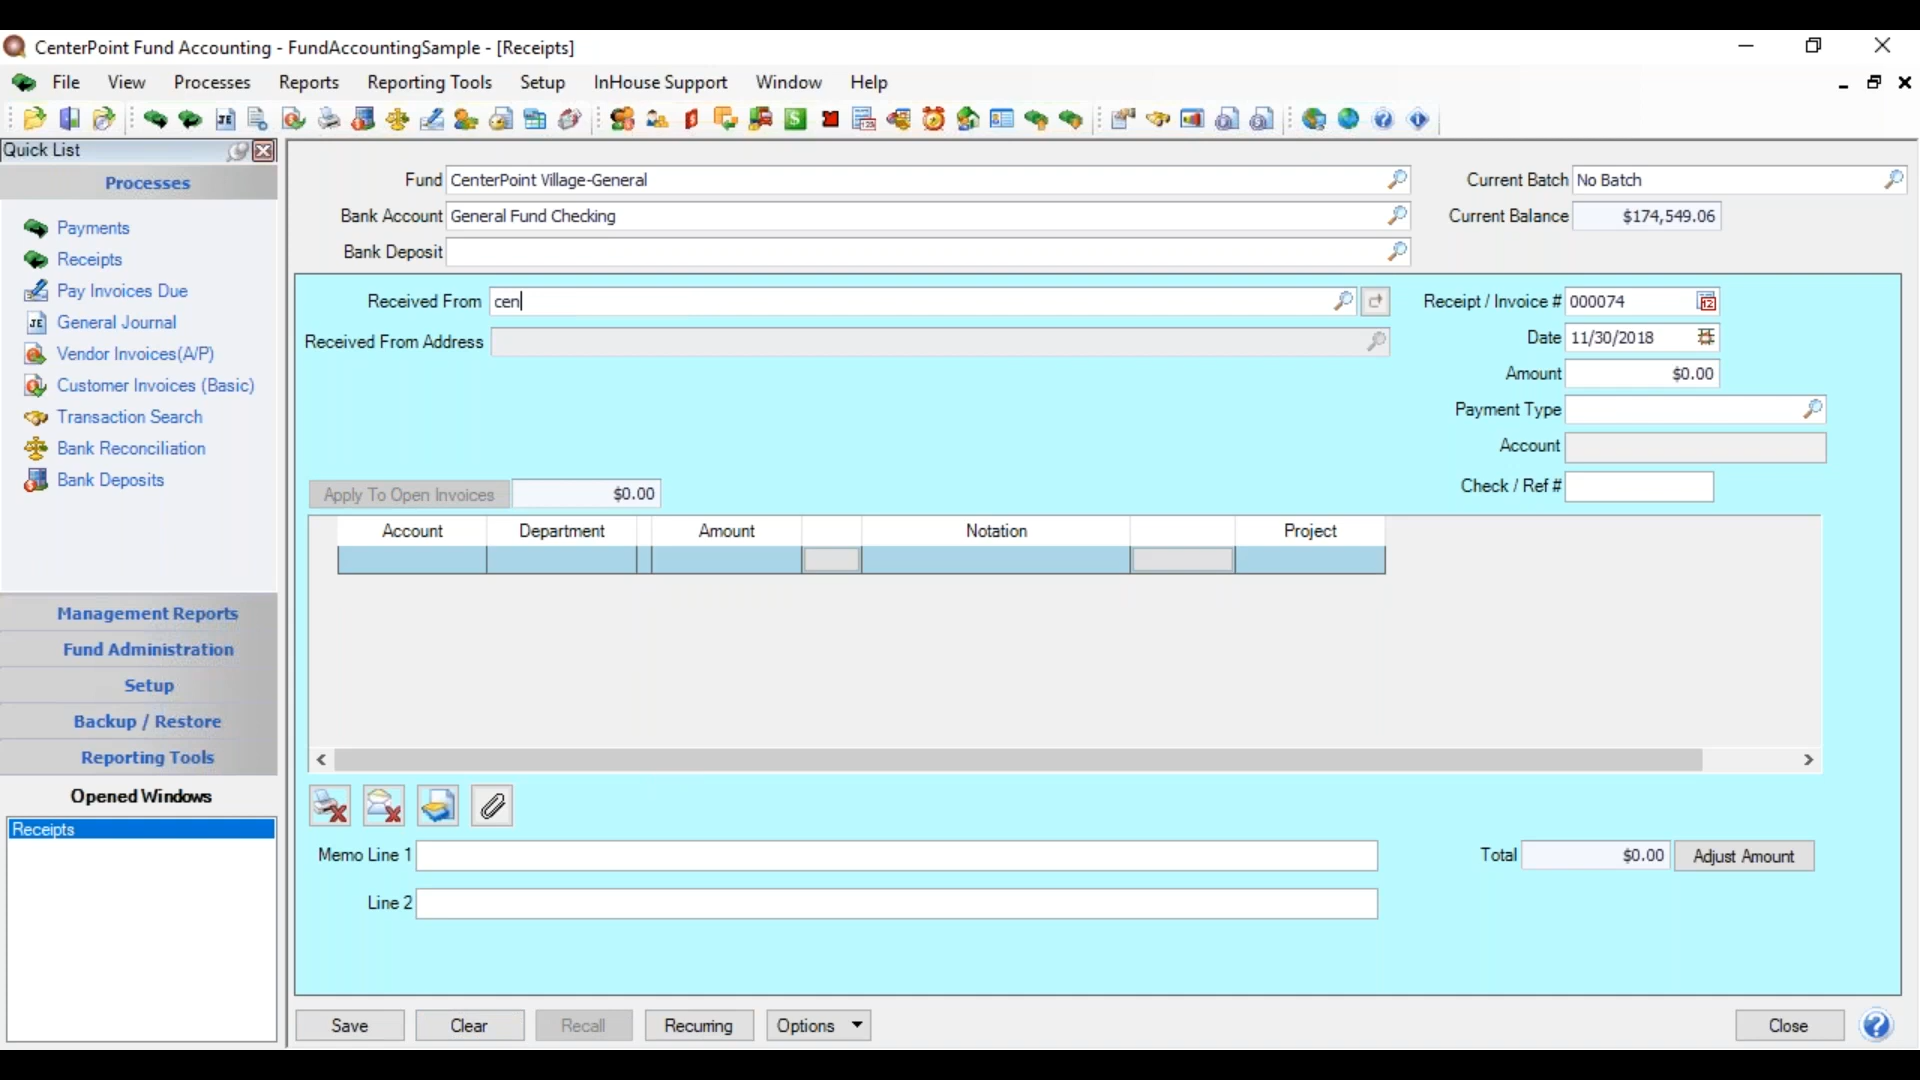 CenterPoint Fund Accounting - FundAccountingSample - [Receipts]
File View Processes Reports Reporting Tools Setup InHouse Support Window Help
Quick List
Processes
Payments
Receipts
Pay Invoices Due
General Journal
Vendor Invoices(A/P)
Customer Invoices (Basic)
Transaction Search
Bank Reconciliation
Bank Deposits
Management Reports
Fund Administration
Setup
Backup / Restore
Reporting Tools
Opened Windows
Receipts
Fund CenterPoint Village-General
Current Batch No Batch
Bank Account General Fund Checking
Current Balance $174,549.06
Bank Deposit
Received From cen
Receipt / Invoice # 000074
Received From Address
Date 11/30/2018
Amount $0.00
Payment Type
Account
Check / Ref #
Apply To Open Invoices $0.00
Account Department Amount Notation Project
Memo Line 1
Total $0.00 Adjust Amount
Line 2
Save Clear Recall Recurring Options Close